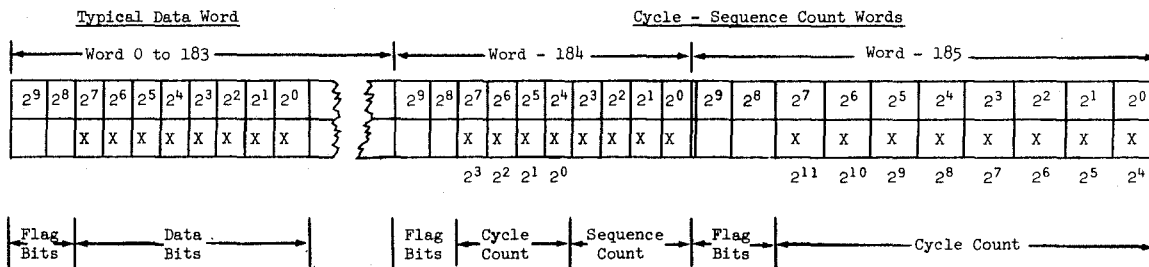 Typical Data Word Cycle - Sequence Count Words
Word 0 to 183 Word - 184 Word - 185
2⁹ 2⁸ 2⁷ 2⁶ 2⁵ 2⁴ 2³ 2² 2¹ 2⁰ 2⁹ 2⁸ 2⁷ 2⁶ 2⁵ 2⁴ 2³ 2² 2¹ 2⁰ 2⁹ 2⁸ 2⁷ 2⁶ 2⁵ 2⁴ 2³ 2² 2¹ 2⁰
X X X X X X X X X X X X X X X X X X X X X X X X
2³ 2² 2¹ 2⁰ 2¹¹ 2¹⁰ 2⁹ 2⁸ 2⁷ 2⁶ 2⁵ 2⁴
Flag Data Flag Cycle Sequence Flag Cycle Count
Bits Bits Bits Count Count Bits